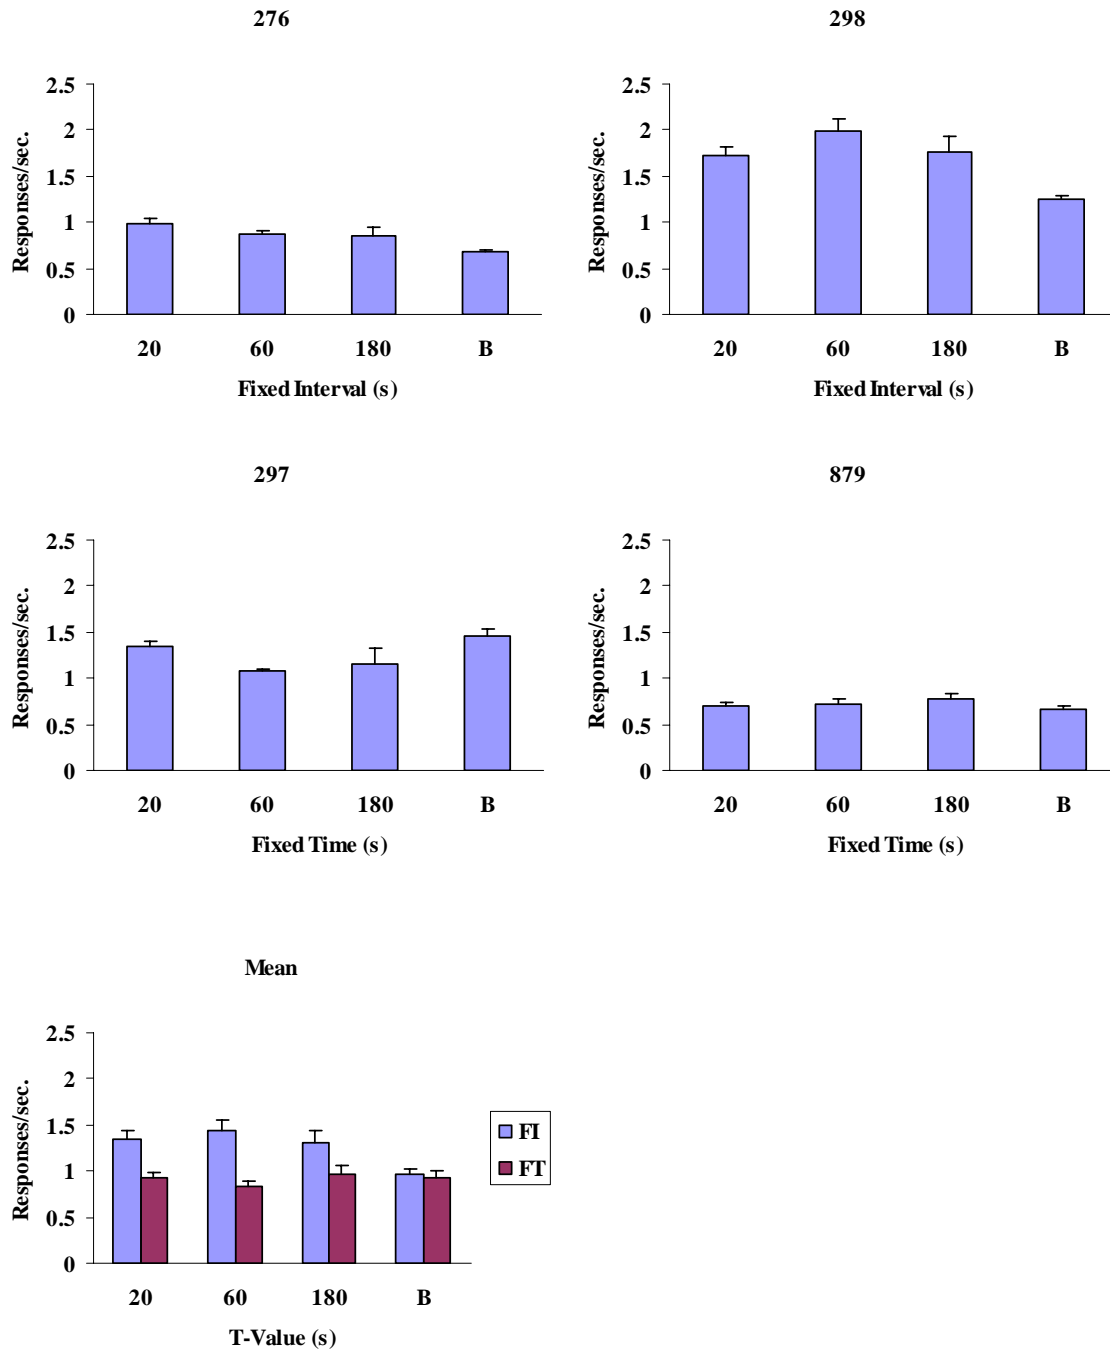 276
2.5
2
1.5
1
0.5
0
Responses/sec.
20 60 180 B
Fixed Interval (s)
298
2.5
2
1.5
1
0.5
0
Responses/sec.
20 60 180 B
Fixed Interval (s)
297
2.5
2
1.5
1
0.5
0
Responses/sec.
20 60 180 B
Fixed Time (s)
879
2.5
2
1.5
1
0.5
0
Responses/sec.
20 60 180 B
Fixed Time (s)
Mean
2.5
2
1.5
1
0.5
0
Responses/sec.
20 60 180 B
T-Value (s)
FI
FT